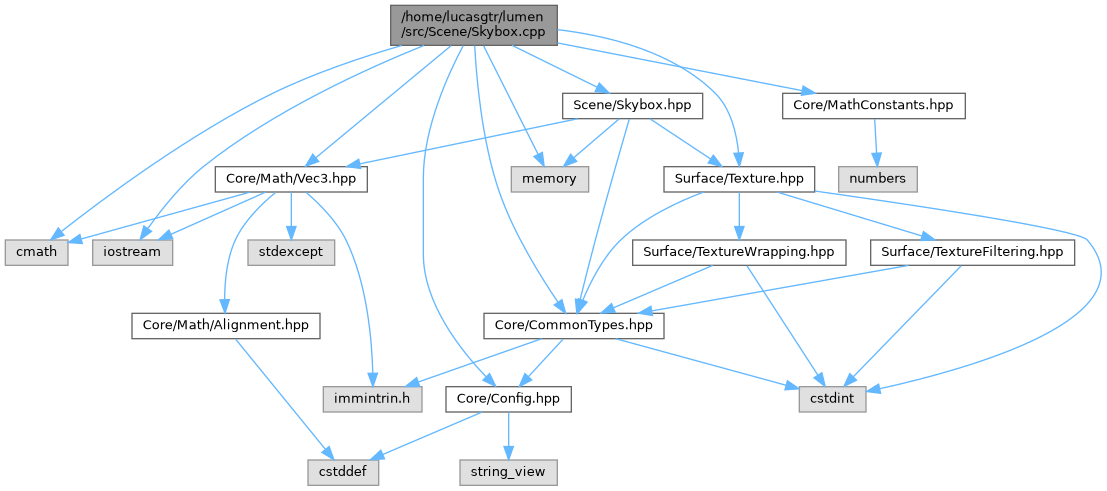 /home/lucasgtr/lumen
/src/Scene/Skybox.cpp
Scene/Skybox.hpp
Core/MathConstants.hpp
Core/Math/Vec3.hpp
memory
Surface/Texture.hpp
numbers
cmath
iostream
stdexcept
Surface/TextureWrapping.hpp
Surface/TextureFiltering.hpp
Core/Math/Alignment.hpp
Core/CommonTypes.hpp
immintrin.h
Core/Config.hpp
cstdint
cstddef
string_view